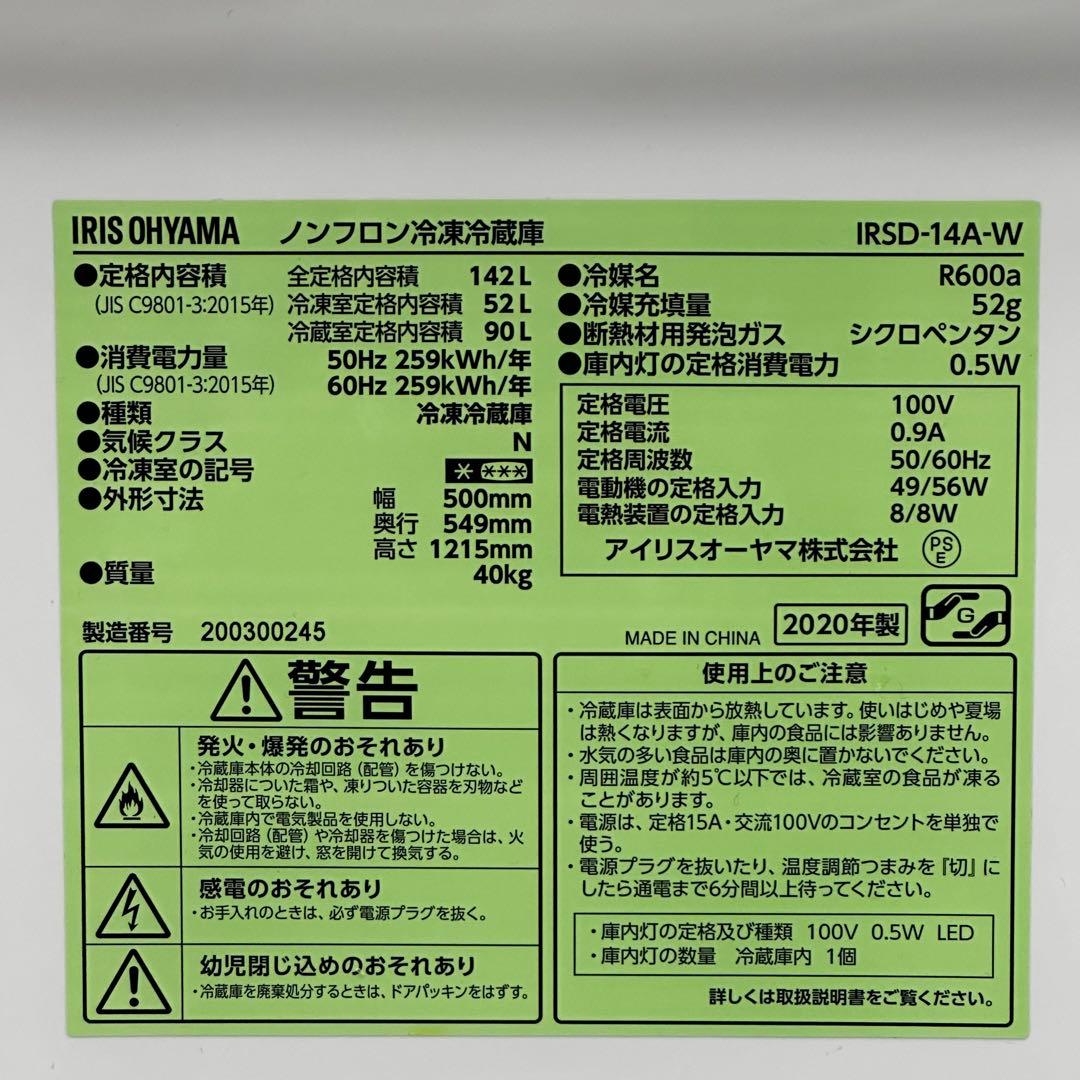 IRIS OHYAMA ノンフロン冷凍冷蔵庫 IRSD-14A-W
●定格内容積 全定格内容積 142L
(JIS C9801-3:2015年) 冷凍室定格内容積 52L
冷蔵室定格内容積 90L
●消費電力量 50Hz 259kWh/年
(JIS C9801-3:2015年) 60Hz 259kWh/年
●種類 冷凍冷蔵庫
●気候クラス N
●冷凍室の記号 * ***
●外形寸法 幅 500mm
奥行 549mm
高さ 1215mm
●質量 40kg
●冷媒名 R600a
●冷媒充填量 52g
●断熱材用発泡ガス シクロペンタン
●庫内灯の定格消費電力 0.5W
定格電圧 100V
定格電流 0.9A
定格周波数 50/60Hz
電動機の定格入力 49/56W
電熱装置の定格入力 8/8W
アイリスオーヤマ株式会社 PSE
製造番号 200300245
MADE IN CHINA 2020年製 G
警告
発火・爆発のおそれあり
・冷蔵庫本体の冷却回路（配管）を傷つけない。
・冷却器についた霜や、凍りついた容器を刃物など
を使って取らない。
・冷蔵庫内で電気製品を使用しない。
・冷却回路（配管）や冷却器を傷つけた場合は、火
気の使用を避け、窓を開けて換気する。
感電のおそれあり
・お手入れのときは、必ず電源プラグを抜く。
幼児閉じ込めのおそれあり
・冷蔵庫を廃棄処分するときは、ドアパッキンをはずす。
使用上のご注意
・冷蔵庫は表面から放熱しています。使いはじめや夏場
は熱くなりますが、庫内の食品には影響ありません。
・水気の多い食品は庫内の奥に置かないでください。
・周囲温度が約5℃以下では、冷蔵室の食品が凍る
ことがあります。
・電源は、定格15A・交流100Vのコンセントを単独で
使う。
・電源プラグを抜いたり、温度調節つまみを『切』に
したら通電まで6分間以上待ってください。
・庫内灯の定格及び種類 100V 0.5W LED
・庫内灯の数量 冷蔵庫内 1個
詳しくは取扱説明書をご覧ください。